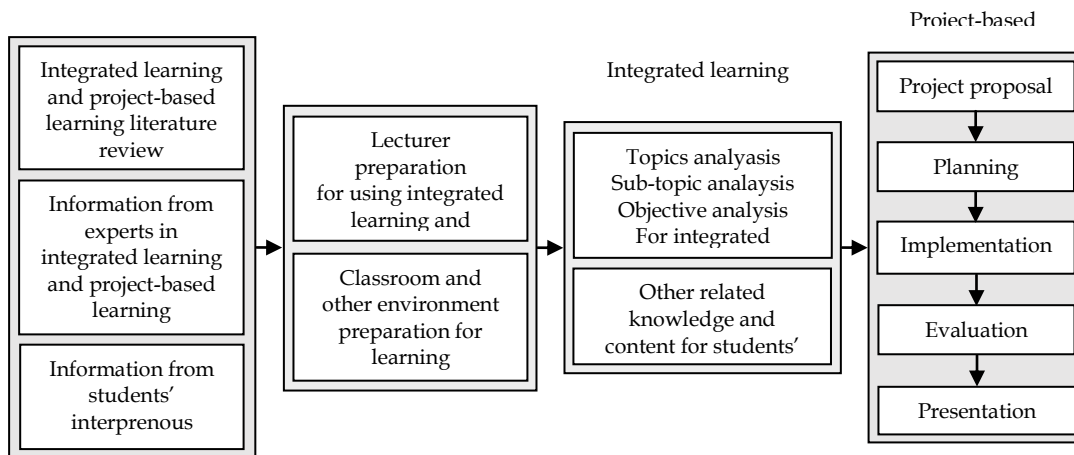 Integrated learning
and project-based
learning literature
review
Information from
experts in
integrated learning
and project-based
learning
Information from
students’
interprenous
Lecturer
preparation
for using integrated
learning and
Classroom and
other environment
preparation for
learning
Integrated learning
Topics analyasis
Sub-topic analaysis
Objective analysis
For integrated
Other related
knowledge and
content for students’
Project-based
Project proposal
Planning
Implementation
Evaluation
Presentation